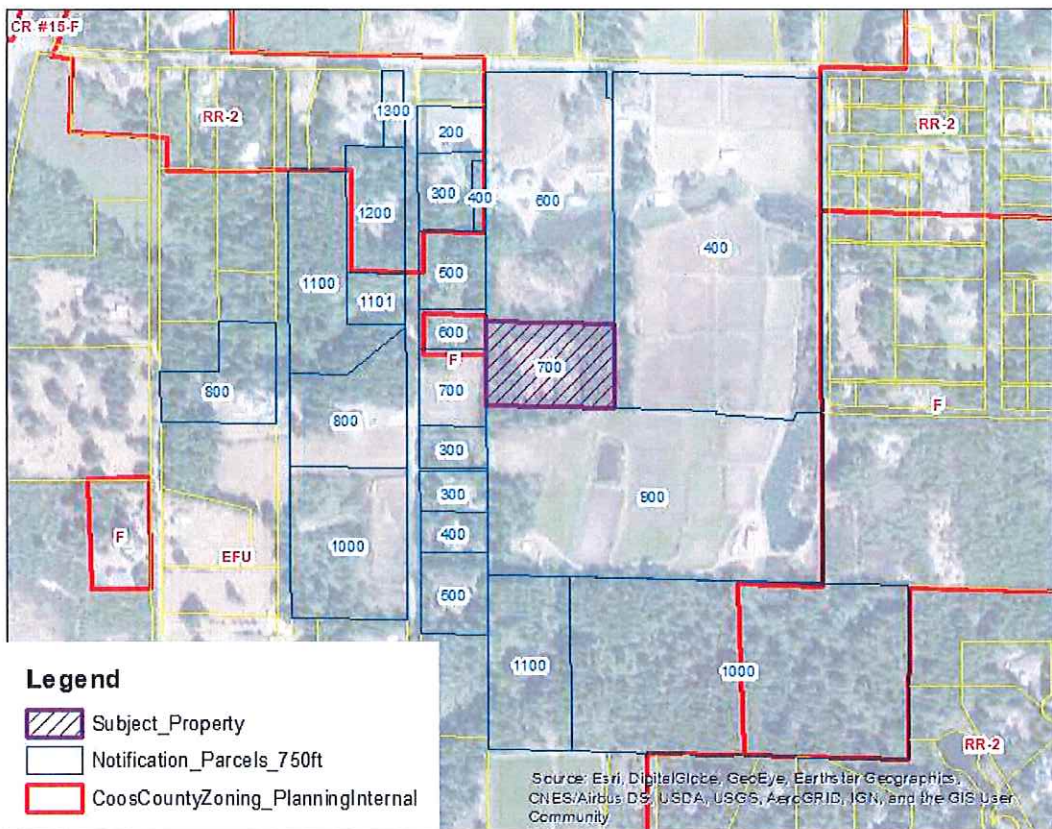 CR #15-F
RR-2
1300
200
RR-2
300
400
600
1200
400
1100
500
1101
600
F
700
700
800
800
F
300
300
900
F
EFU
1000
400
500
1100
1000
RR-2
Legend
Subject_Property
Notification_Parcels_750ft
CoosCountyZoning_PlanningInternal
Source: Esri, DigitalGlobe, GeoEye, Earthstar Geographics,
CNES/Airbus DS, USDA, USGS, AeroGRID, IGN, and the GIS User
Community